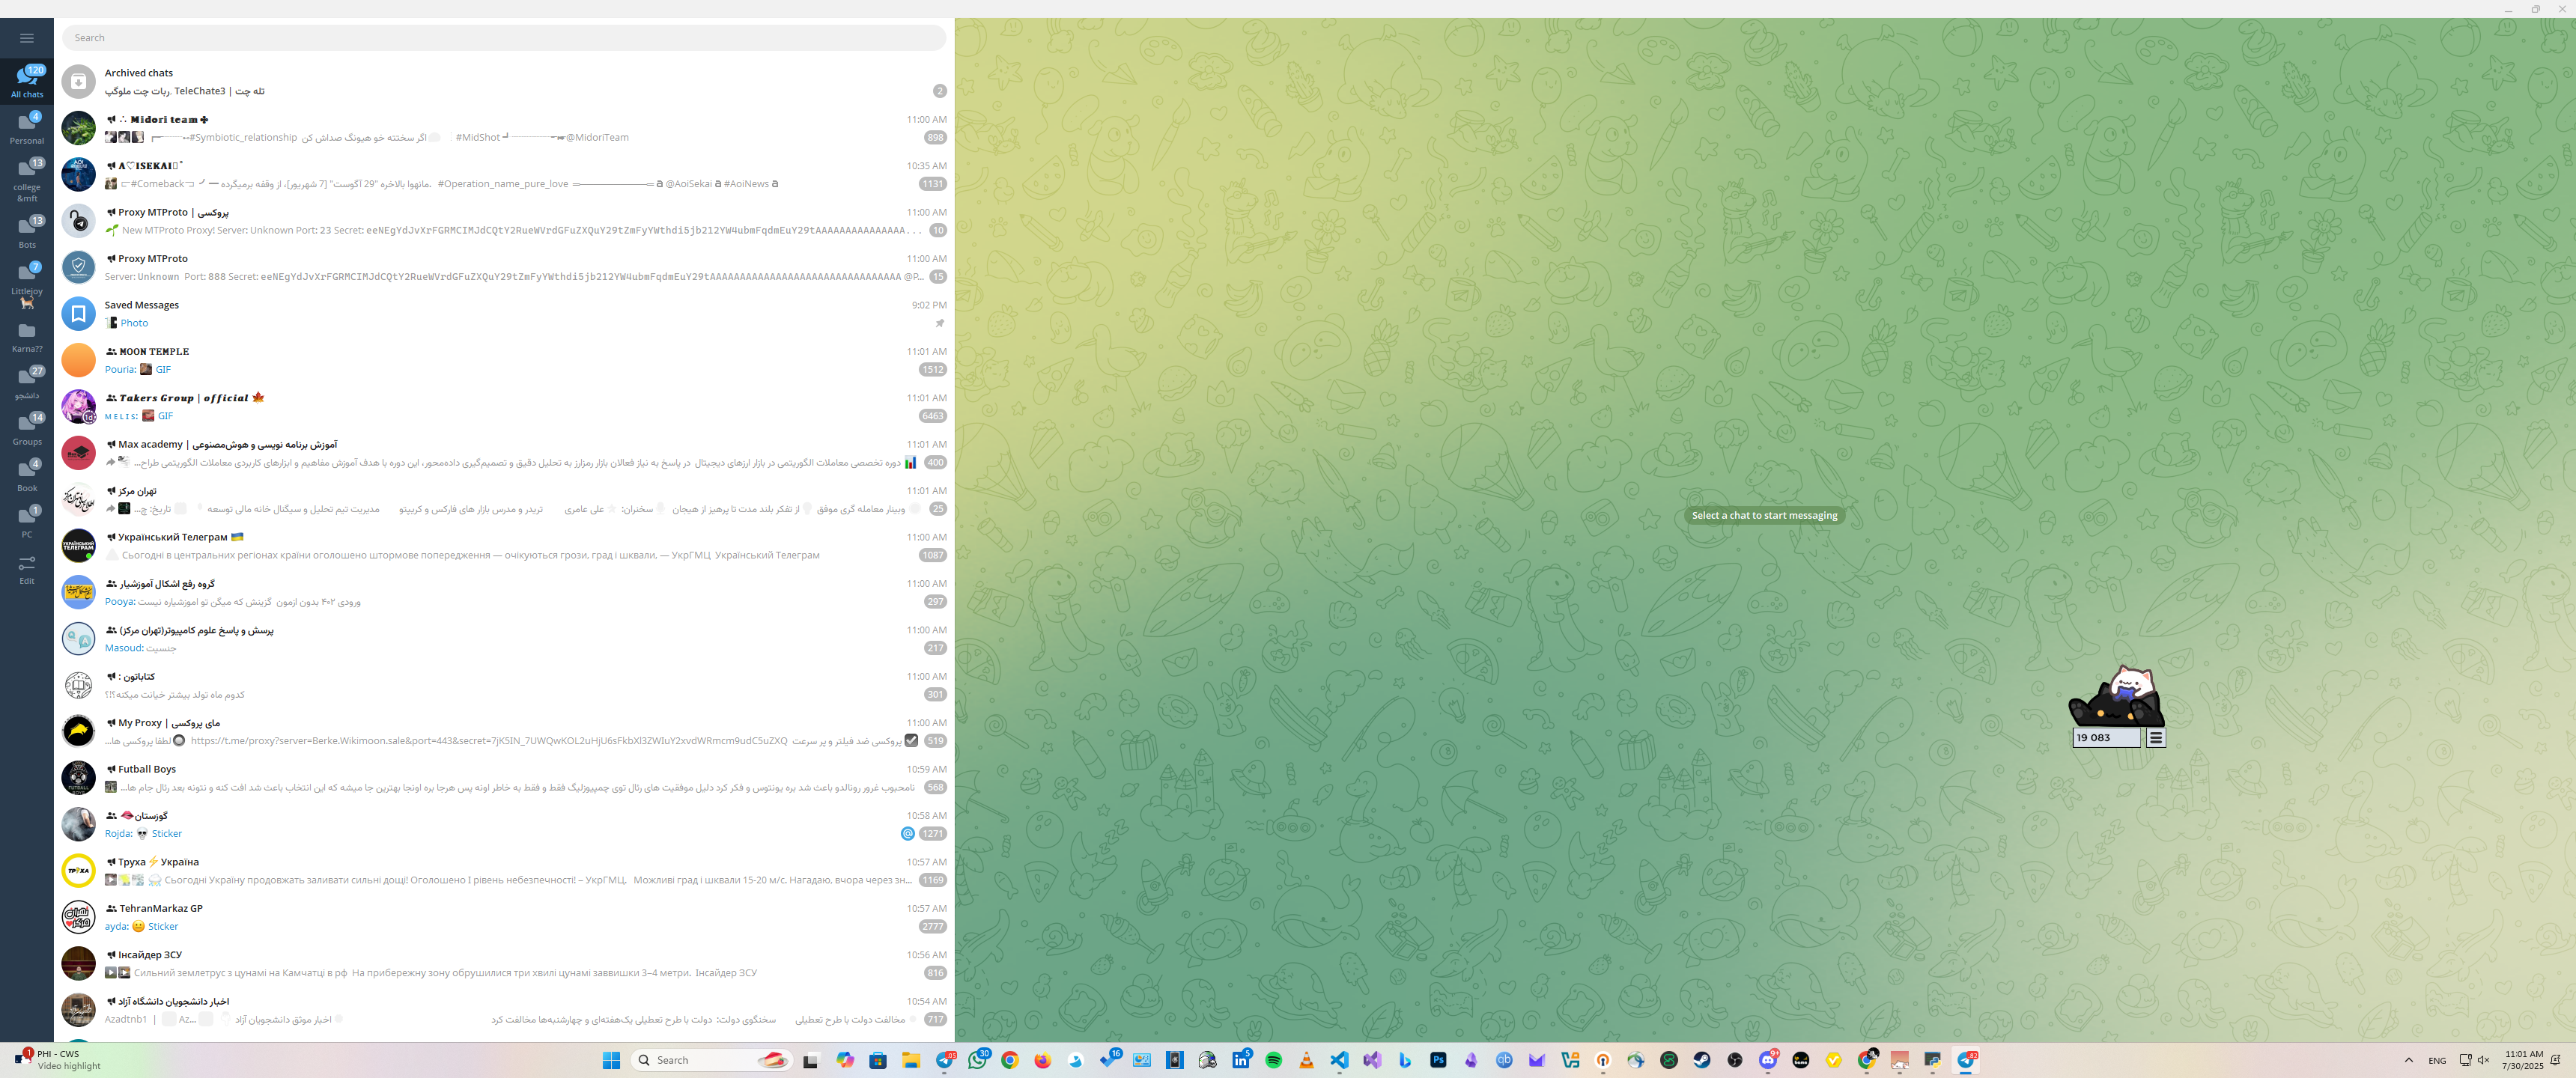 Search
120
All chats
4
Personal
13
college
&mft
13
Bots
7
Littlejoy
Karna??
27
دانشجو
14
Groups
4
Book
1
PC
Edit
Archived chats
ربات چت ملوگپ, TeleChate3 | تله چت
2
∴ 𝐌𝐢𝐝𝐨𝐫𝐢 𝐭𝐞𝐚𝐦 ✤
11:00 AM
#Symbiotic_relationship اگر سختته خو هیونگ صداش کن #MidShot @MidoriTeam
898
𝐀♡𝐈𝐒𝐄𝐊𝐀𝐈
10:35 AM
#Comeback مانهوا بالاخره "29 آگوست" [7 شهریور]، از وقفه برمیگرده. #Operation_name_pure_love @AoiSekai #AoiNews
1131
Proxy MTProto | پروکسی
11:00 AM
New MTProto Proxy! Server: Unknown Port: 23 Secret:
10
Proxy MTProto
11:00 AM
Server: Unknown Port: 888 Secret:
15
Saved Messages
9:02 PM
Photo
MOON TEMPLE
11:01 AM
Pouria: GIF
1512
Takers Group | official
11:01 AM
ᴍᴇʟɪs: GIF
6463
Max academy | آموزش برنامه نویسی و هوش‌مصنوعی
11:01 AM
دوره تخصصی معاملات الگوریتمی در بازار ارزهای دیجیتال در پاسخ به نیاز فعالان بازار رمزارز به تحلیل دقیق و تصمیم‌گیری داده‌محور، این دوره با هدف آموزش مفاهیم و ابزارهای کاربردی معاملات الگوریتمی طراح...
400
تهران مرکز
11:01 AM
وبینار معامله گری موفق از تفکر بلند مدت تا پرهیز از هیجان سخنران: علی عامری تریدر و مدرس بازار های فارکس و کریپتو مدیریت تیم تحلیل و سیگنال خانه مالی توسعه تاریخ: چ...
25
Український Телеграм
11:00 AM
Сьогодні в центральних регіонах країни оголошено штормове попередження — очікуються грози, град і шквали, — УкрГМЦ Український Телеграм
1087
گروه رفع اشکال آموزشیار
11:00 AM
Pooya: ورودی ۴۰۲ بدون ازمون گزینش که میگن تو اموزشیاره نیست
297
پرسش و پاسخ علوم کامپیوتر(تهران مرکز)
11:00 AM
Masoud: جنسیت
217
کتاباتون :
11:00 AM
کدوم ماه تولد بیشتر خیانت میکنه؟!؟
301
My Proxy | مای پروکسی
11:00 AM
پروکسی ضد فیلتر و پر سرعت لطفا پروکسی ها...
519
Futball Boys
10:59 AM
نامحبوب غرور رونالدو باعث شد بره یونتوس و فکر کرد دلیل موفقیت های رئال توی چمپیونزلیگ فقط و فقط به خاطر اونه پس هرجا بره اونجا بهترین جا میشه که این انتخاب باعث شد افت کنه و نتونه بعد رئال جام ها...
568
گوزستان
10:58 AM
Rojda: Sticker
@
1271
Труха⚡Україна
10:57 AM
Сьогодні Україну продовжать заливати сильні дощі! Оголошено I рівень небезпечності! – УкрГМЦ. Можливі град і шквали 15-20 м/с. Нагадаю, вчора через зн...
1169
TehranMarkaz GP
10:57 AM
ayda: Sticker
2777
Інсайдер ЗСУ
10:56 AM
Сильний землетрус з цунамі на Камчатці в рф На прибережну зону обрушилися три хвилі цунамі заввишки 3–4 метри. Інсайдер ЗСУ
816
اخبار دانشجویان دانشگاه آزاد
10:54 AM
مخالفت دولت با طرح تعطیلی سخنگوی دولت: دولت با طرح تعطیلی یک‌هفته‌ای و چهارشنبه‌ها مخالفت کرد اخبار موثق دانشجویان آزاد Az... | Azadtnb1
717
Select a chat to start messaging
19 083
1
PHI - CWS
Video highlight
Search
30
16
5
9+
ENG
11:01 AM
7/30/2025